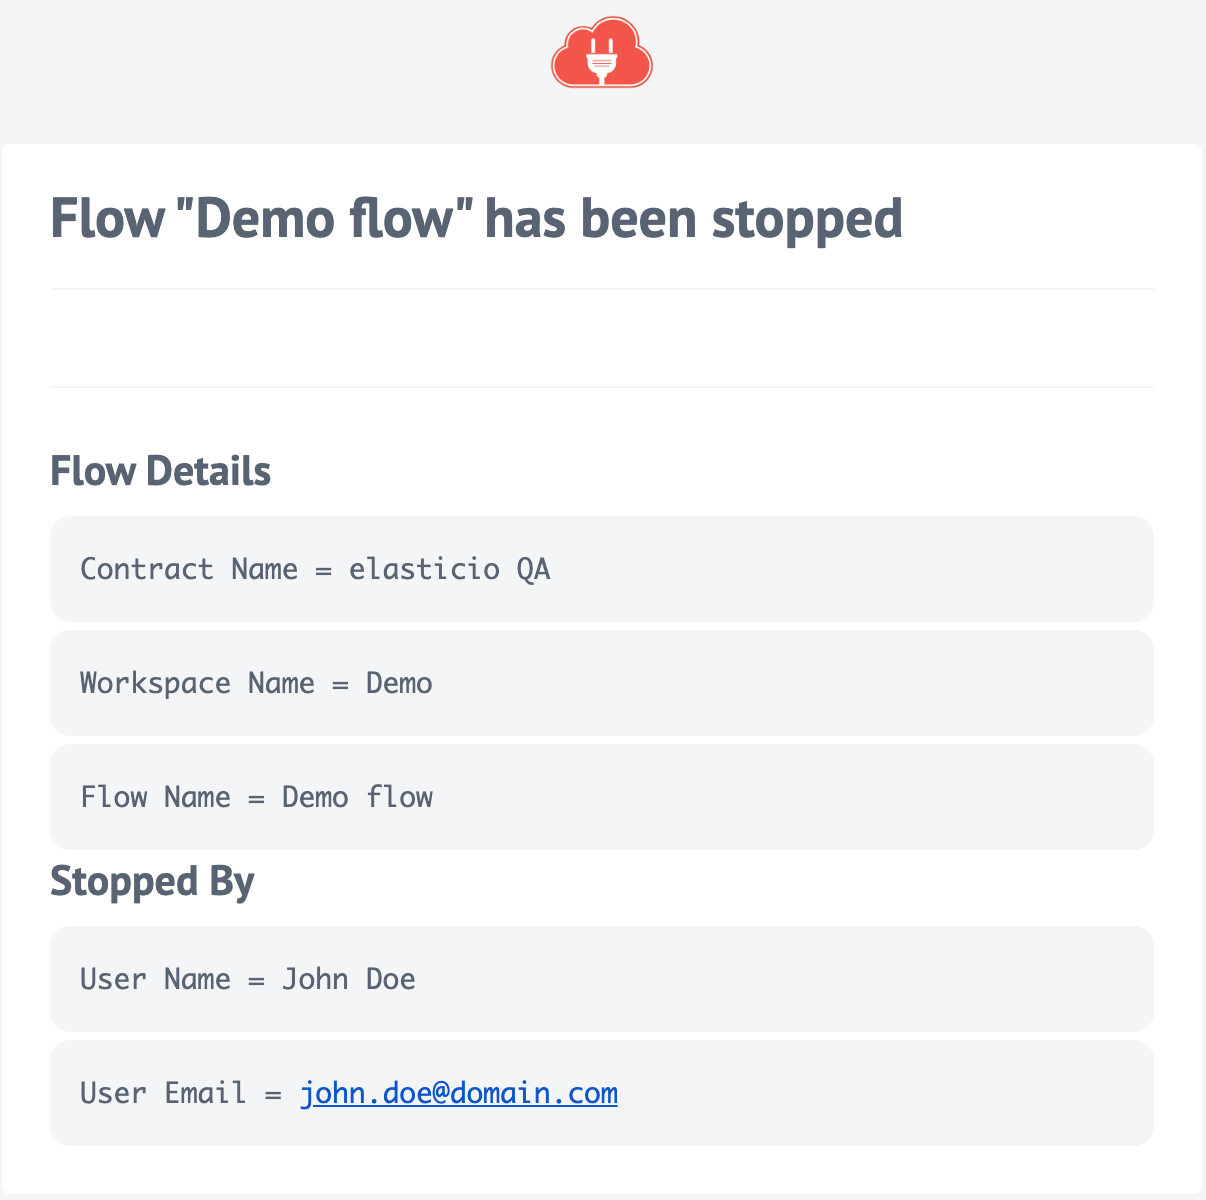 Flow "Demo flow" has been stopped
Flow Details
Contract Name = elasticio QA
Workspace Name = Demo
Flow Name = Demo flow
Stopped By
User Name = John Doe
User Email = john.doe@domain.com